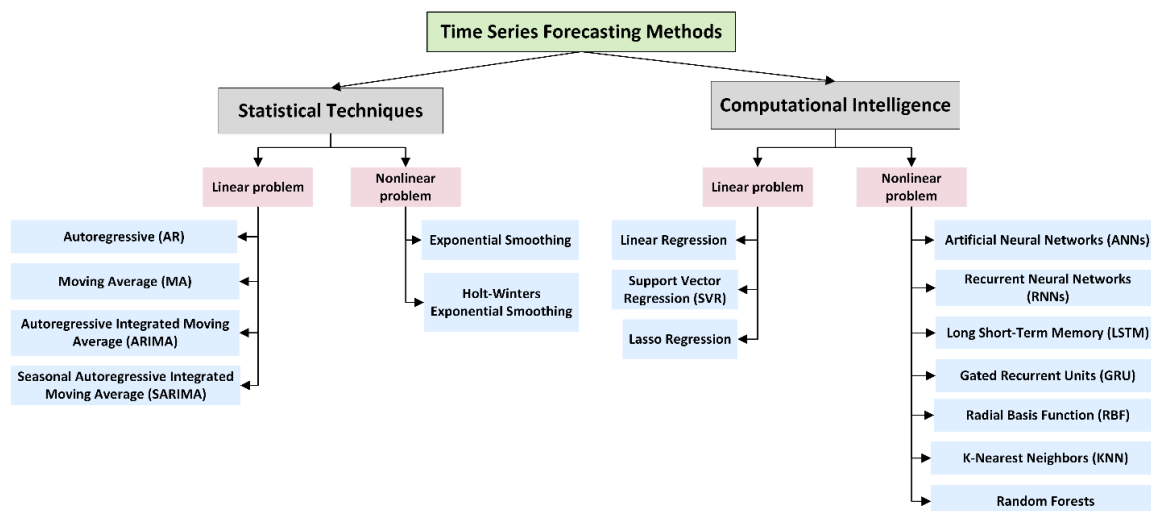 Time Series Forecasting Methods
Statistical Techniques
Computational Intelligence
Linear problem
Nonlinear
problem
Linear problem
Nonlinear
problem
Autoregressive (AR)
Moving Average (MA)
Autoregressive Integrated Moving
Average (ARIMA)
Seasonal Autoregressive Integrated
Moving Average (SARIMA)
Exponential Smoothing
Holt-Winters
Exponential Smoothing
Linear Regression
Support Vector
Regression (SVR)
Lasso Regression
Artificial Neural Networks (ANNs)
Recurrent Neural Networks
(RNNs)
Long Short-Term Memory (LSTM)
Gated Recurrent Units (GRU)
Radial Basis Function (RBF)
K-Nearest Neighbors (KNN)
Random Forests